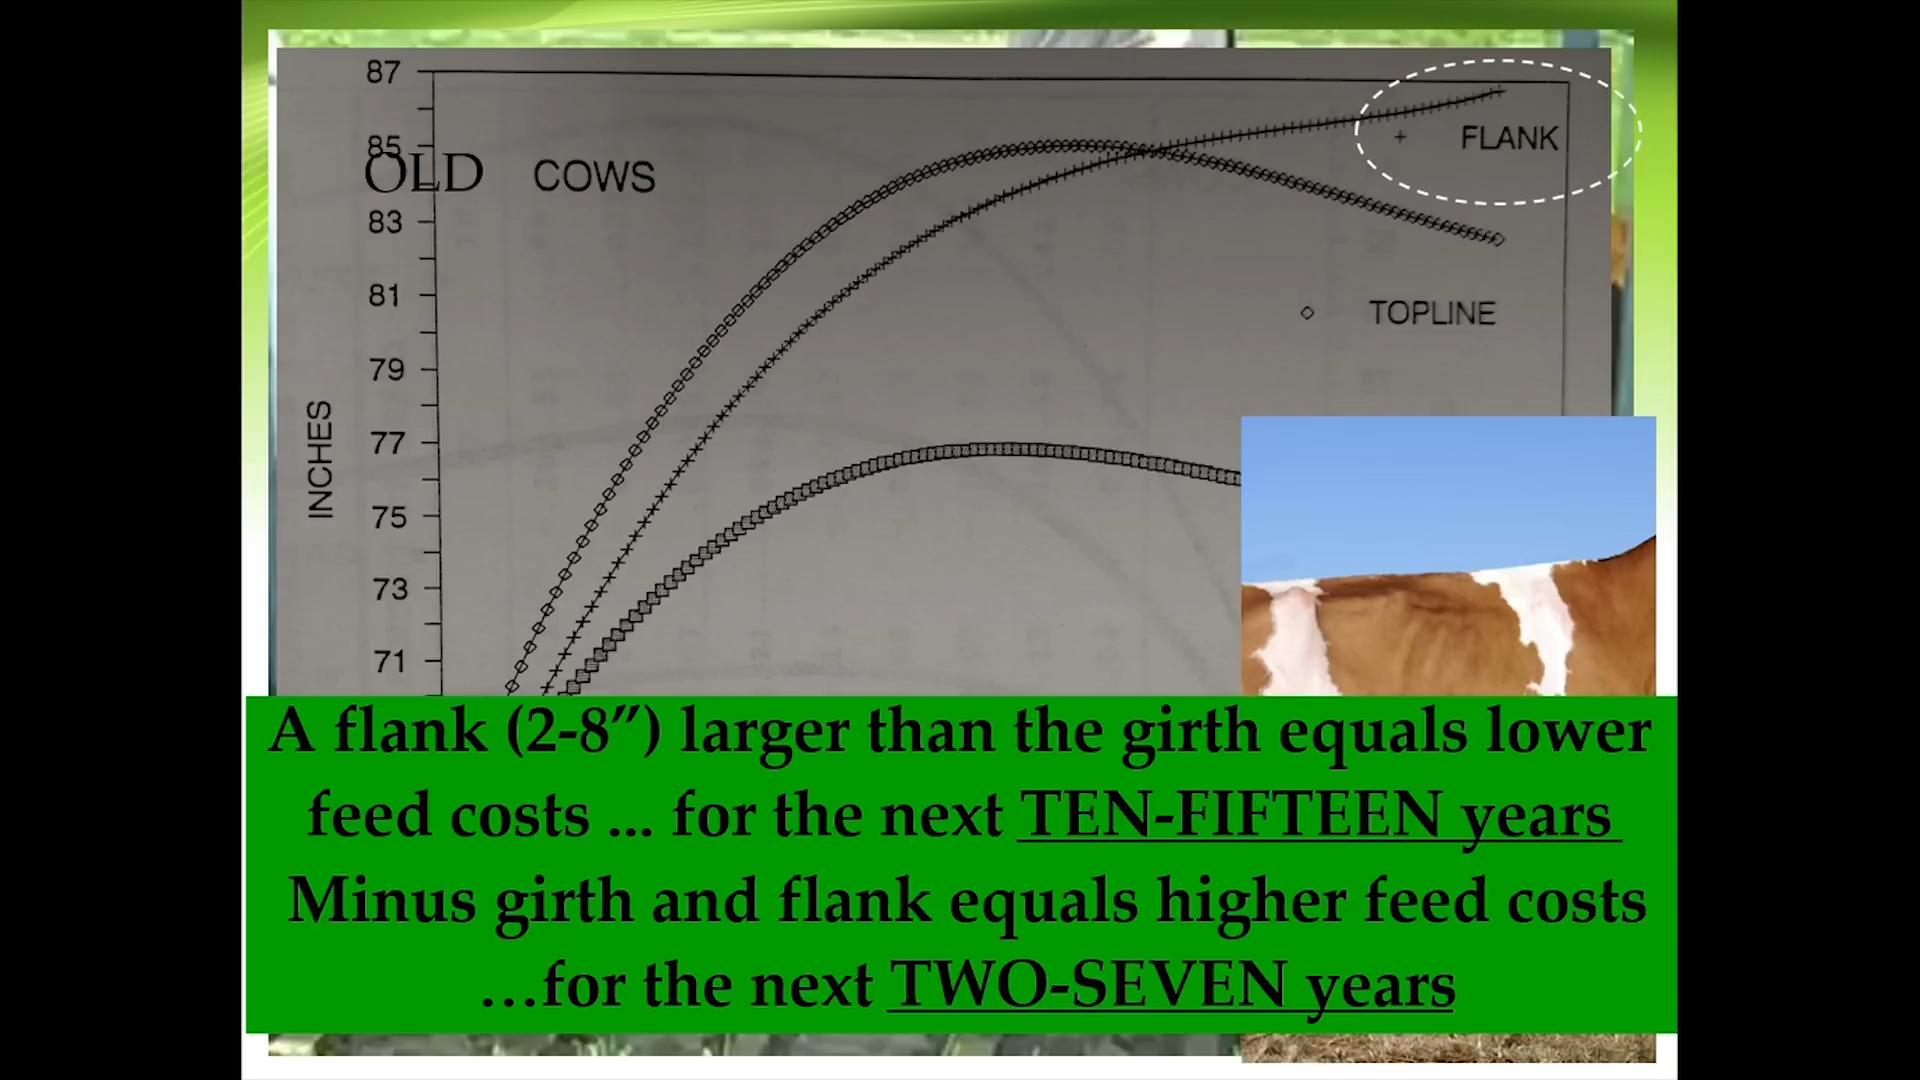 87
85
OLD COWS
83
81
79
77
75
73
71
INCHES
FLANK
TOPLINE
A flank (2-8″) larger than the girth equals lower
feed costs ... for the next TEN-FIFTEEN years
Minus girth and flank equals higher feed costs
…for the next TWO-SEVEN years